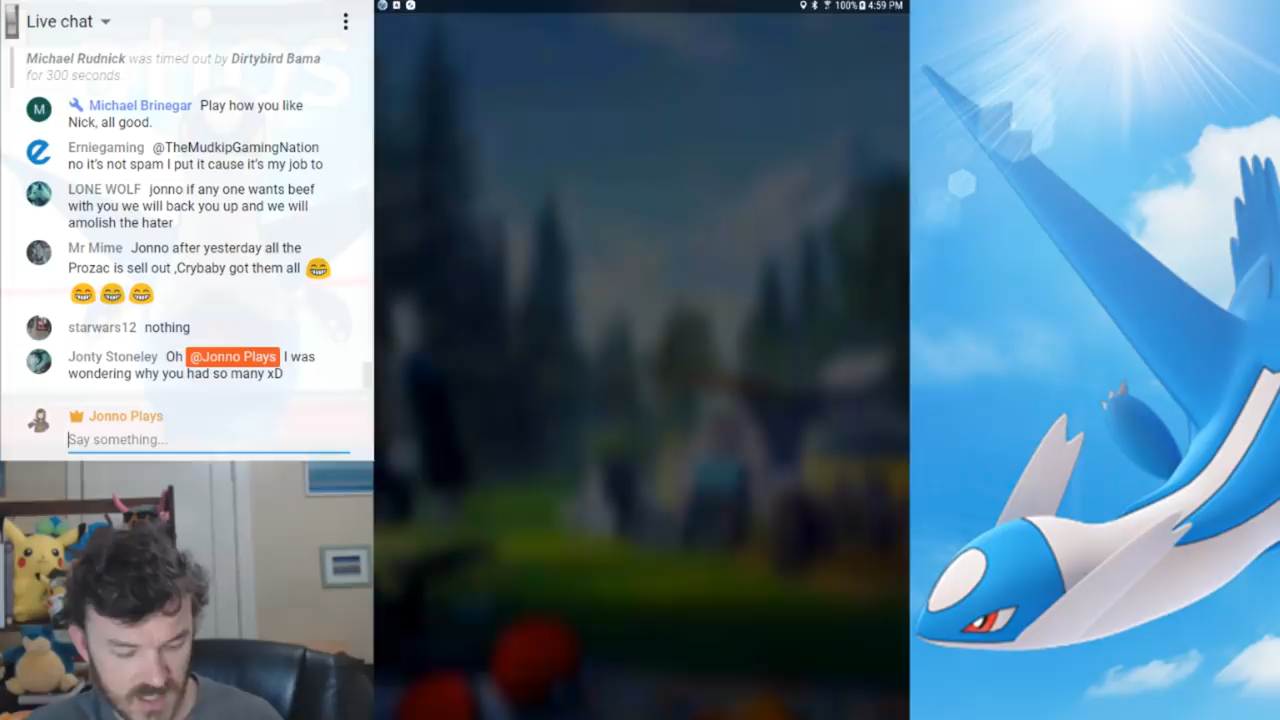 Live chat
100% 4:59 PM
Michael Rudnick was timed out by Dirtybird Bama
for 300 seconds.
M
Michael Brinegar Play how you like
Nick, all good.
Erniegaming @TheMudkipGamingNation
no it's not spam I put it cause it's my job to
LONE WOLF jonno if any one wants beef
with you we will back you up and we will
amolish the hater
Mr Mime Jonno after yesterday all the
Prozac is sell out ,Crybaby got them all
starwars12 nothing
Jonty Stoneley Oh @Jonno Plays I was
wondering why you had so many xD
Jonno Plays
Say something...